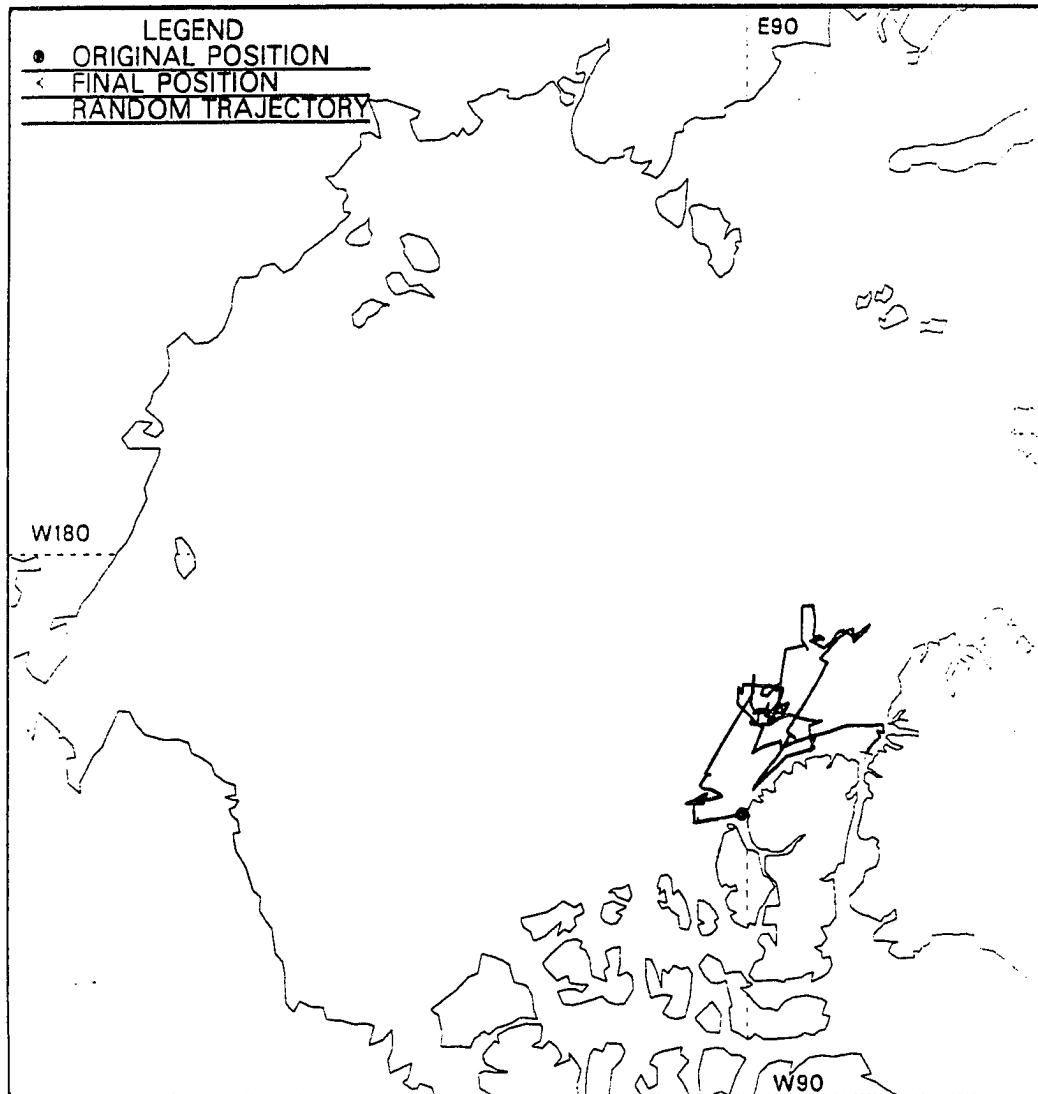 LEGEND
ORIGINAL POSITION
< FINAL POSITION
RANDOM TRAJECTORY
E90
W180
W90